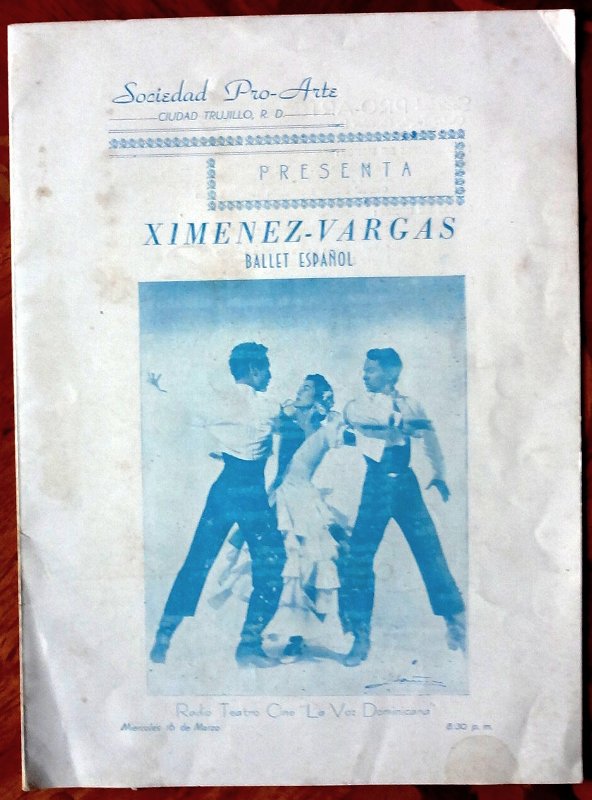 Sociedad Pro-Arte
CIUDAD TRUJILLO, R. D.
PRESENTA
XIMENEZ-VARGAS
BALLET ESPAÑOL
Radio Teatro Cine "La Voz Dominicana"
Miercoles 16 de Marzo
8:30 p. m.